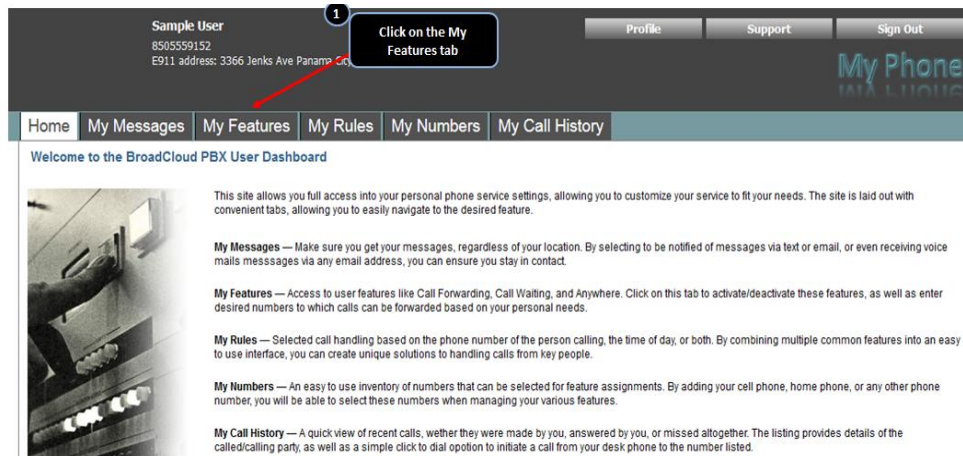 Sample User
8505559152
E911 address: 3366 Jenks Ave Panama City
1
Click on the My
Features tab
Profile
Support
Sign Out
My Phone
Home
My Messages
My Features
My Rules
My Numbers
My Call History
Welcome to the BroadCloud PBX User Dashboard
This site allows you full access into your personal phone service settings, allowing you to customize your service to fit your needs. The site is laid out with
convenient tabs, allowing you to easily navigate to the desired feature.
My Messages — Make sure you get your messages, regardless of your location. By selecting to be notified of messages via text or email, or even receiving voice
mails messsages via any email address, you can ensure you stay in contact.
My Features — Access to user features like Call Forwarding, Call Waiting, and Anywhere. Click on this tab to activate/deactivate these features, as well as enter
desired numbers to which calls can be forwarded based on your personal needs.
My Rules — Selected call handling based on the phone number of the person calling, the time of day, or both. By combining multiple common features into an easy
to use interface, you can create unique solutions to handling calls from key people.
My Numbers — An easy to use inventory of numbers that can be selected for feature assignments. By adding your cell phone, home phone, or any other phone
number, you will be able to select these numbers when managing your various features.
My Call History — A quick view of recent calls, wether they were made by you, answered by you, or missed altogether. The listing provides details of the
called/calling party, as well as a simple click to dial opotion to initiate a call from your desk phone to the number listed.